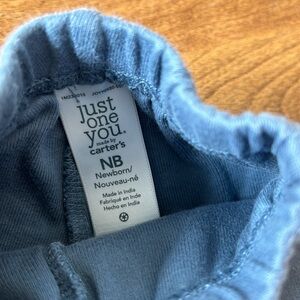 just
one
you.
made by
carter's
NB
Newborn/
Nouveau-né
Made in India
Fabriqué en Inde
Hecho en India